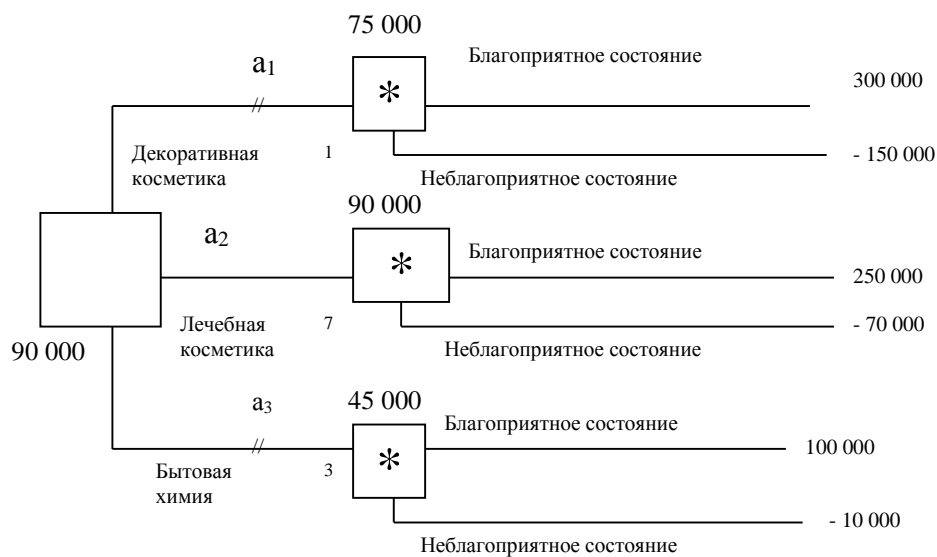 75 000
Благоприятное состояние
a1
*
300 000
Декоративная
косметика
1
- 150 000
Неблагоприятное состояние
90 000
a2
Благоприятное состояние
*
250 000
Лечебная
косметика
7
- 70 000
Неблагоприятное состояние
90 000
a3
45 000
Благоприятное состояние
100 000
*
Бытовая
химия
3
- 10 000
Неблагоприятное состояние